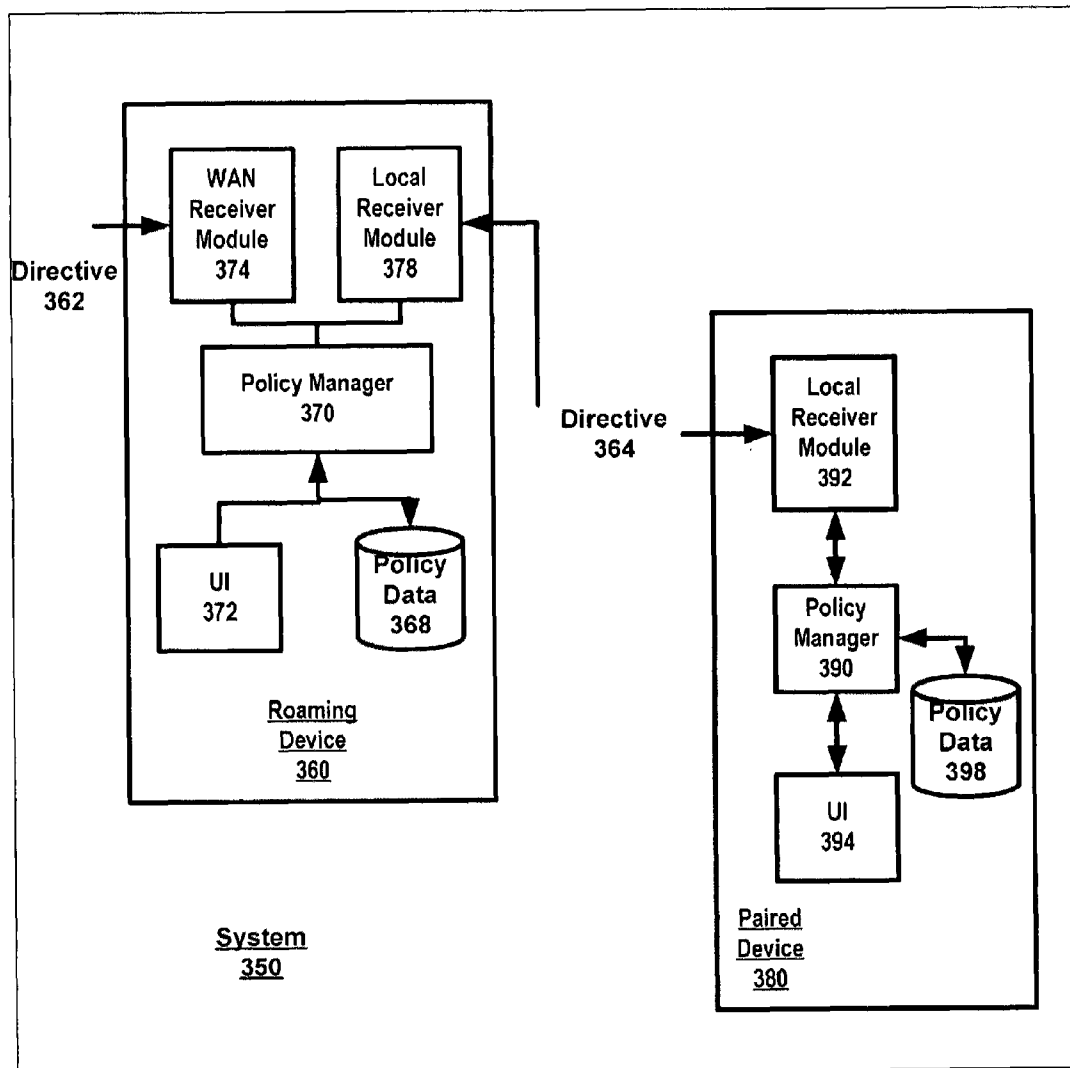 WAN
Receiver
Module
374
Local
Receiver
Module
378
Directive
362
Policy Manager
370
UI
372
Policy
Data
368
Roaming
Device
360
System
350
Directive
364
Local
Receiver
Module
392
Policy
Manager
390
Policy
Data
398
UI
394
Paired
Device
380